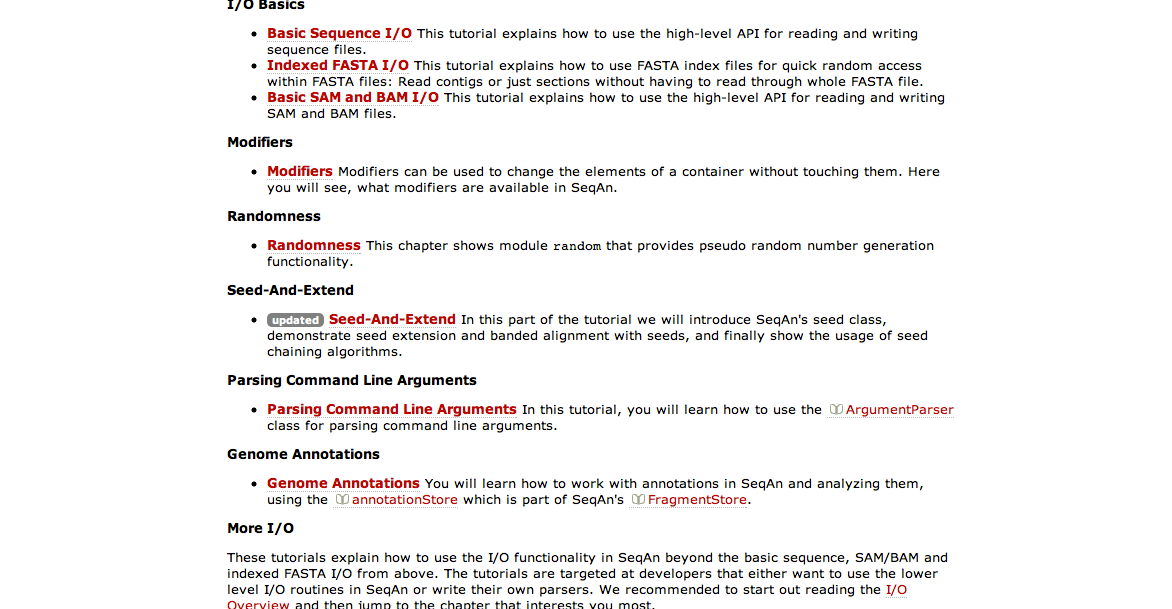 I/O Basics
Basic Sequence I/O This tutorial explains how to use the high-level API for reading and writing
sequence files.
Indexed FASTA I/O This tutorial explains how to use FASTA index files for quick random access
within FASTA files: Read contigs or just sections without having to read through whole FASTA file.
Basic SAM and BAM I/O This tutorial explains how to use the high-level API for reading and writing
SAM and BAM files.
Modifiers
Modifiers Modifiers can be used to change the elements of a container without touching them. Here
you will see, what modifiers are available in SeqAn.
Randomness
Randomness This chapter shows module random that provides pseudo random number generation
functionality.
Seed-And-Extend
updated Seed-And-Extend In this part of the tutorial we will introduce SeqAn's seed class,
demonstrate seed extension and banded alignment with seeds, and finally show the usage of seed
chaining algorithms.
Parsing Command Line Arguments
Parsing Command Line Arguments In this tutorial, you will learn how to use the ArgumentParser
class for parsing command line arguments.
Genome Annotations
Genome Annotations You will learn how to work with annotations in SeqAn and analyzing them,
using the annotationStore which is part of SeqAn's FragmentStore.
More I/O
These tutorials explain how to use the I/O functionality in SeqAn beyond the basic sequence, SAM/BAM and
indexed FASTA I/O from above. The tutorials are targeted at developers that either want to use the lower
level I/O routines in SeqAn or write their own parsers. We recommended to start out reading the I/O
Overview and then jump to the chapter that interests you most.